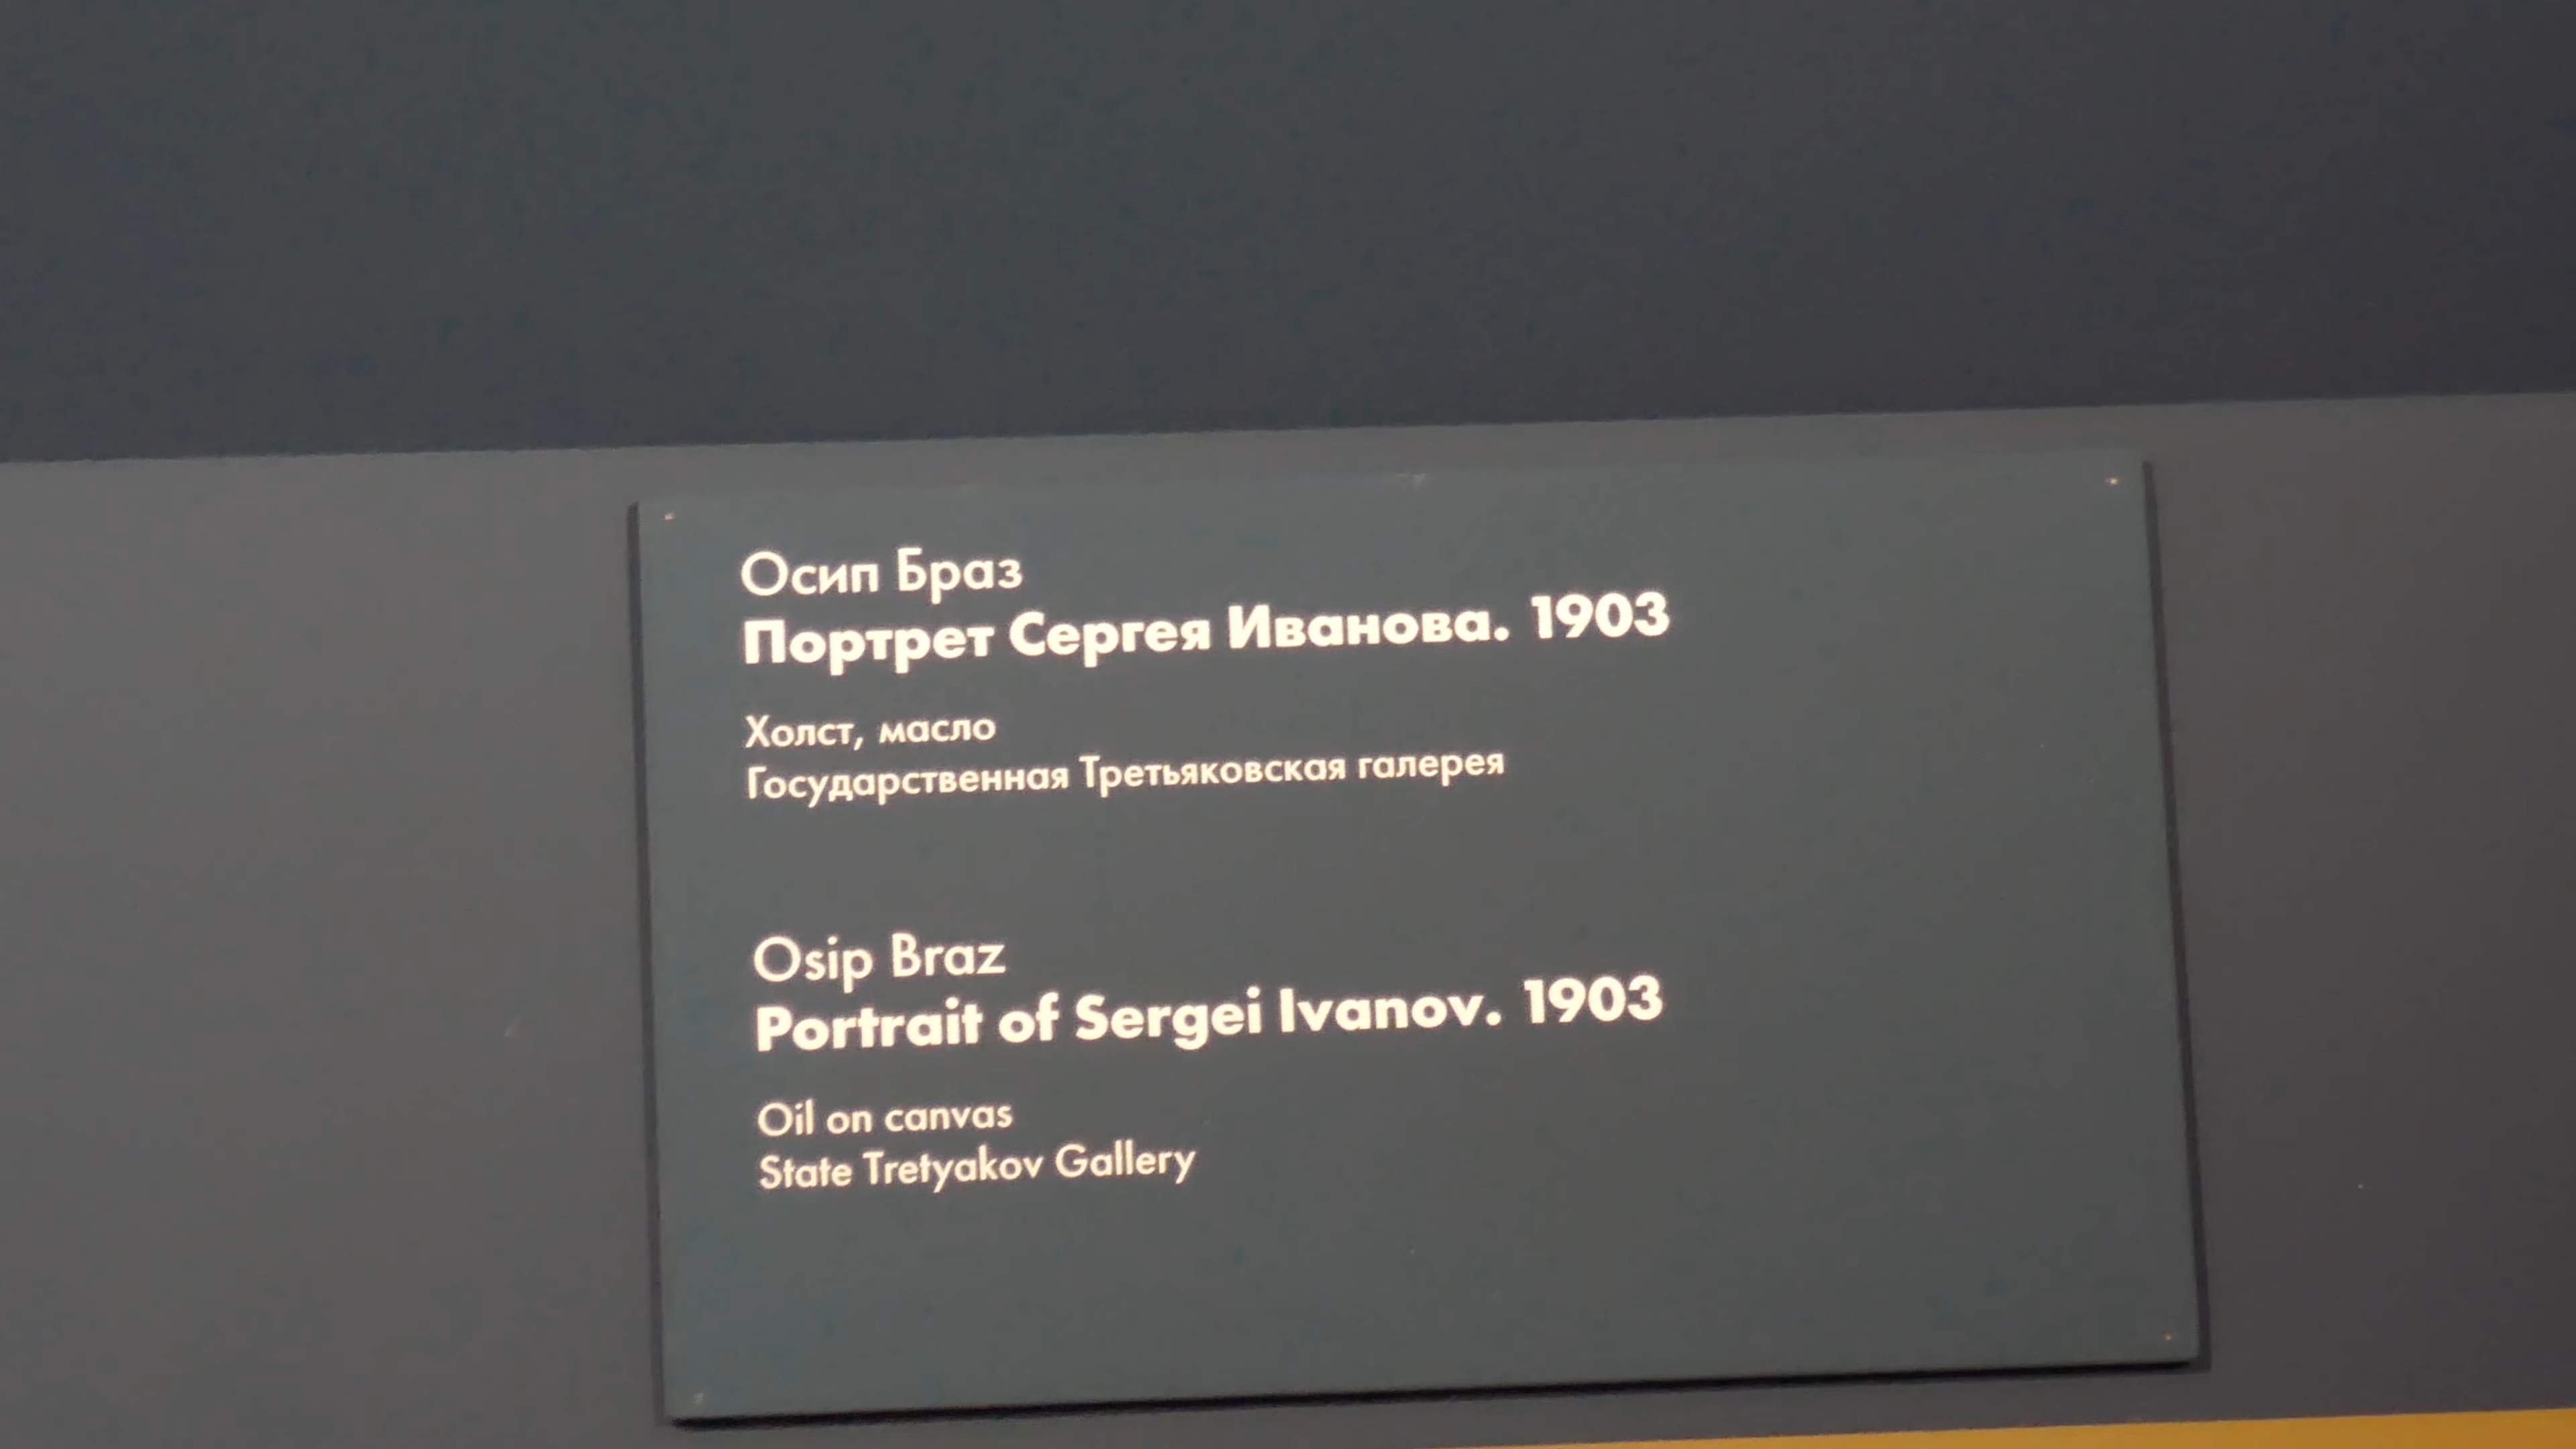 Осип Браз
Портрет Сергея Иванова. 1903
Холст, масло
Государственная Третьяковская галерея
Osip Braz
Portrait of Sergei Ivanov. 1903
Oil on canvas
State Tretyakov Gallery